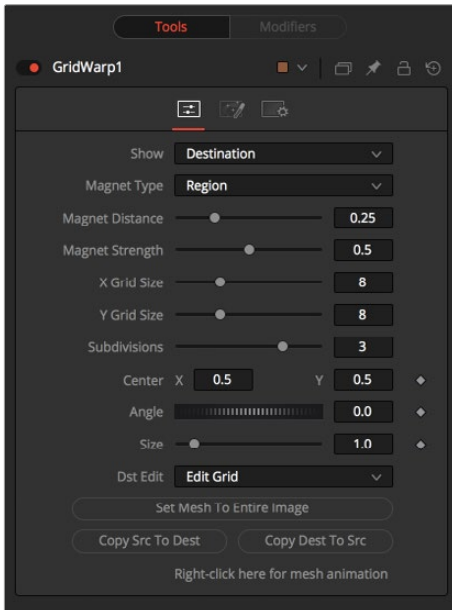 Tools Modifiers
GridWarp1
Show Destination
Magnet Type Region
Magnet Distance 0.25
Magnet Strength 0.5
X Grid Size 8
Y Grid Size 8
Subdivisions 3
Center X 0.5 Y 0.5
Angle 0.0
Size 1.0
Dst Edit Edit Grid
Set Mesh To Entire Image
Copy Src To Dest Copy Dest To Src
Right-click here for mesh animation